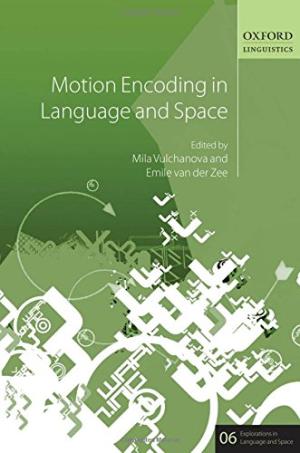 OXFORD
LINGUISTICS
Motion Encoding in
Language and Space
Edited by
Mila Vulchanova and
Emile van der Zee
06
Explorations in
Language and Space